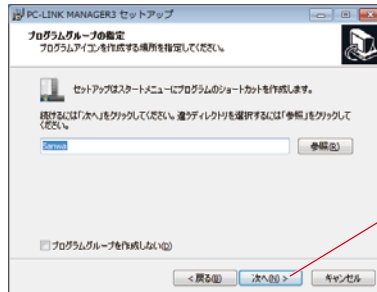 PC-LINK MANAGER3 セットアップ
プログラムグループの指定
プログラムアイコンを作成する場所を指定してください。
セットアップはスタートメニューにプログラムのショートカットを作成します。
続けるには「次へ」をクリックしてください。違うディレクトリを選択するには「参照」をクリックして
ください。
Sanwa
参照(R)
プログラムグループを作成しない(D)
< 戻る(B)
次へ(N) >
キャンセル